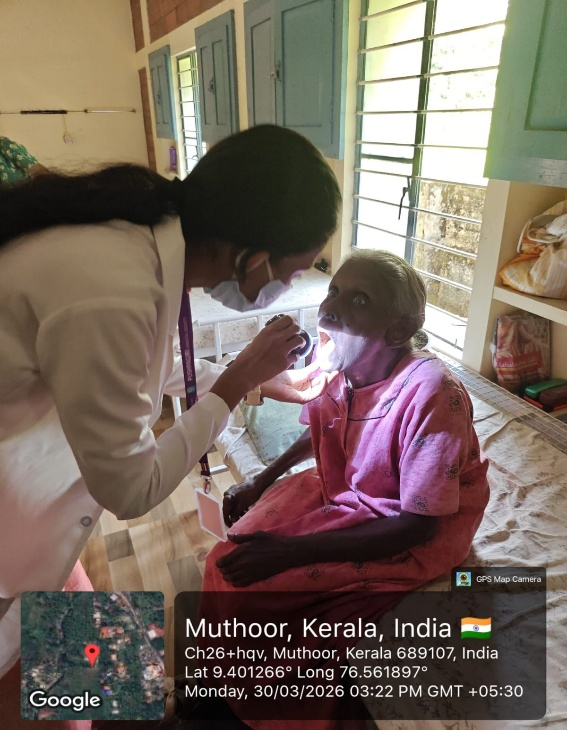 GPS Map Camera
Muthoor, Kerala, India 🇮🇳
Ch26+hqv, Muthoor, Kerala 689107, India
Lat 9.401266° Long 76.561897°
Monday, 30/03/2026 03:22 PM GMT +05:30
Google